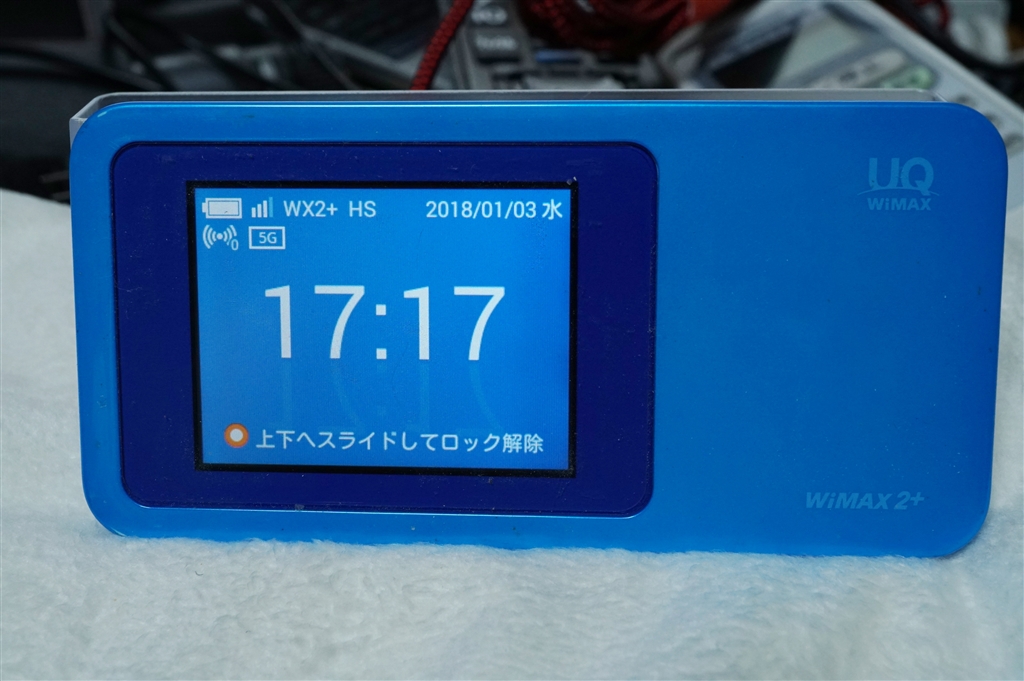 WX2+ HS 2018/01/03 水
0 5G
17:17
上下へスライドしてロック解除
UQ
WiMAX
WiMAX 2+